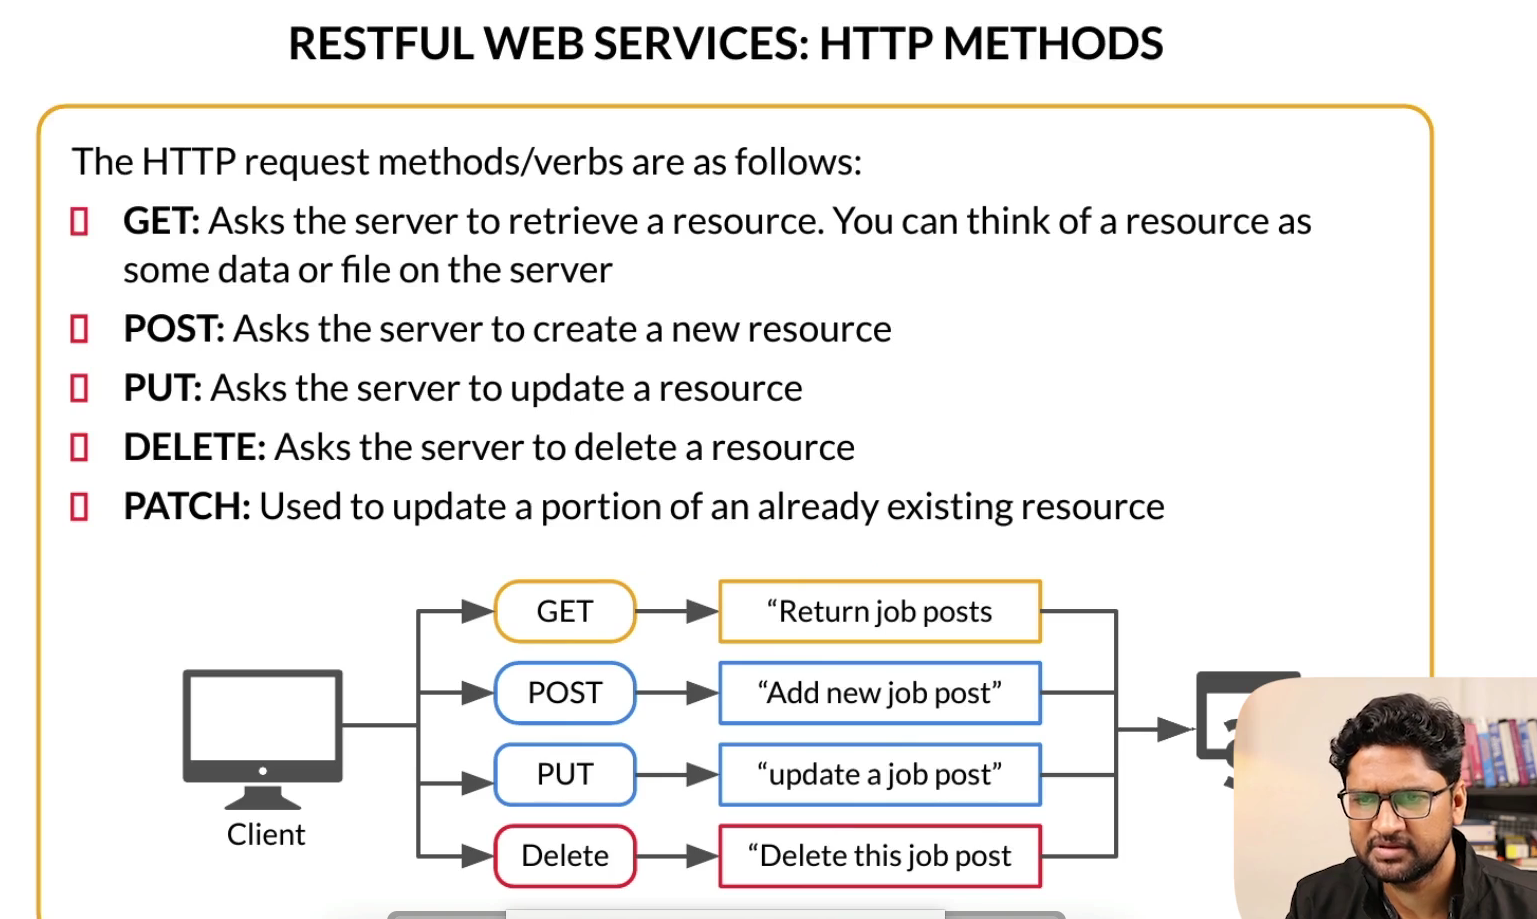 RESTFUL WEB SERVICES: HTTP METHODS
The HTTP request methods/verbs are as follows:
GET: Asks the server to retrieve a resource. You can think of a resource as
some data or file on the server
POST: Asks the server to create a new resource
PUT: Asks the server to update a resource
DELETE: Asks the server to delete a resource
PATCH: Used to update a portion of an already existing resource
GET
“Return job posts
POST
“Add new job post”
PUT
“update a job post”
Delete
“Delete this job post
Client